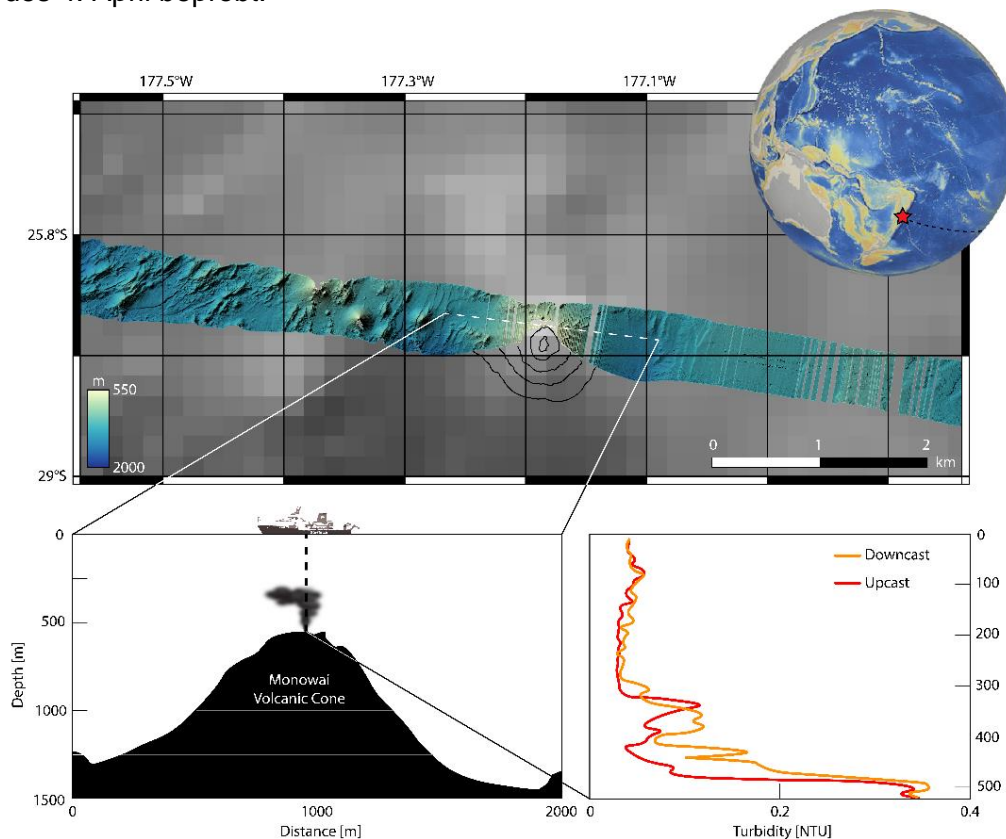 April beprobt.
177.5°W 177.3°W 177.1°W
25.8°S
m
550
2000
0 1 2
km
29°S
0
500
1000
1500
Depth [m]
Monowai
Volcanic Cone
0 1000 2000
Distance [m]
Downcast
Upcast
0
100
200
300
400
500
0 0.2 0.4
Turbidity [NTU]